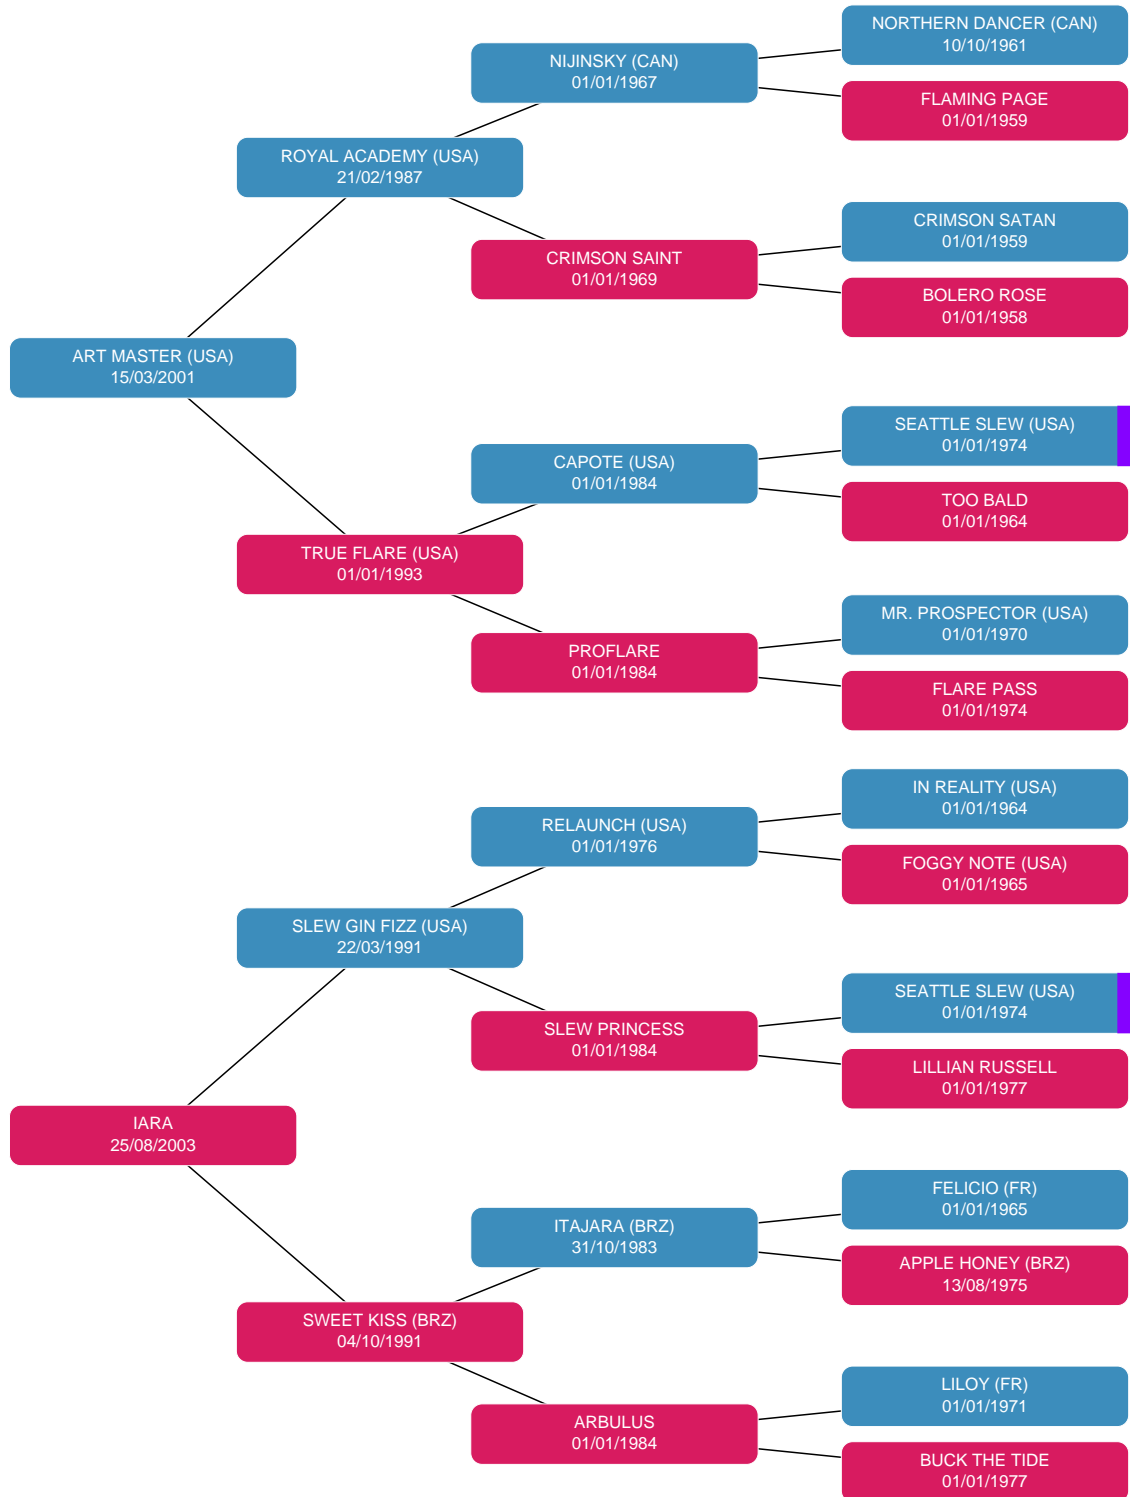 NORTHERN DANCER (CAN)
10/10/1961
NIJINSKY (CAN)
01/01/1967
FLAMING PAGE
01/01/1959
ROYAL ACADEMY (USA)
21/02/1987
CRIMSON SATAN
01/01/1959
CRIMSON SAINT
01/01/1969
BOLERO ROSE
01/01/1958
ART MASTER (USA)
15/03/2001
SEATTLE SLEW (USA)
01/01/1974
CAPOTE (USA)
01/01/1984
TOO BALD
01/01/1964
TRUE FLARE (USA)
01/01/1993
MR. PROSPECTOR (USA)
01/01/1970
PROFLARE
01/01/1984
FLARE PASS
01/01/1974
IN REALITY (USA)
01/01/1964
RELAUNCH (USA)
01/01/1976
FOGGY NOTE (USA)
01/01/1965
SLEW GIN FIZZ (USA)
22/03/1991
SEATTLE SLEW (USA)
01/01/1974
SLEW PRINCESS
01/01/1984
LILLIAN RUSSELL
01/01/1977
IARA
25/08/2003
FELICIO (FR)
01/01/1965
ITAJARA (BRZ)
31/10/1983
APPLE HONEY (BRZ)
13/08/1975
SWEET KISS (BRZ)
04/10/1991
LILOY (FR)
01/01/1971
ARBULUS
01/01/1984
BUCK THE TIDE
01/01/1977